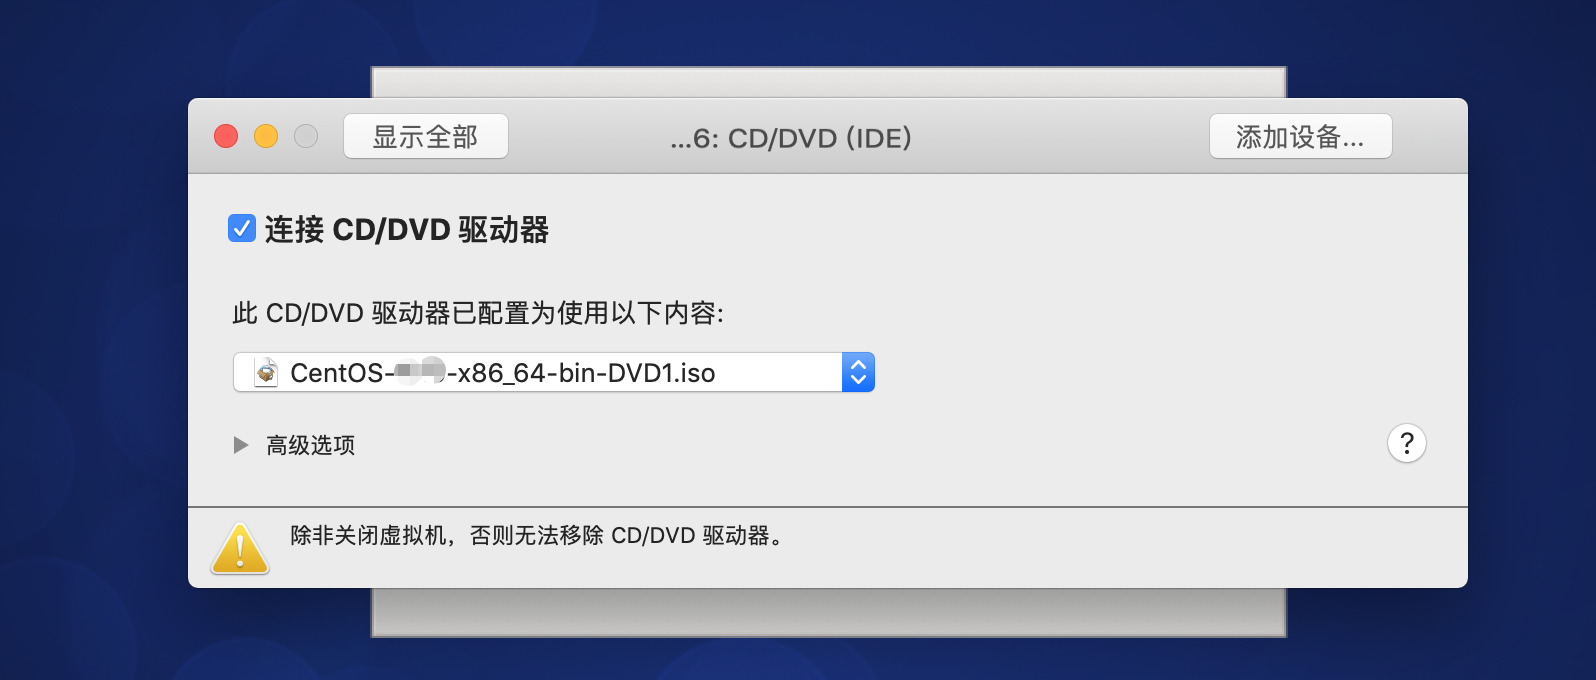 显示全部
...6: CD/DVD (IDE)
添加设备...
连接 CD/DVD 驱动器
此 CD/DVD 驱动器已配置为使用以下内容:
CentOS- -x86_64-bin-DVD1.iso
高级选项
?
除非关闭虚拟机，否则无法移除 CD/DVD 驱动器。